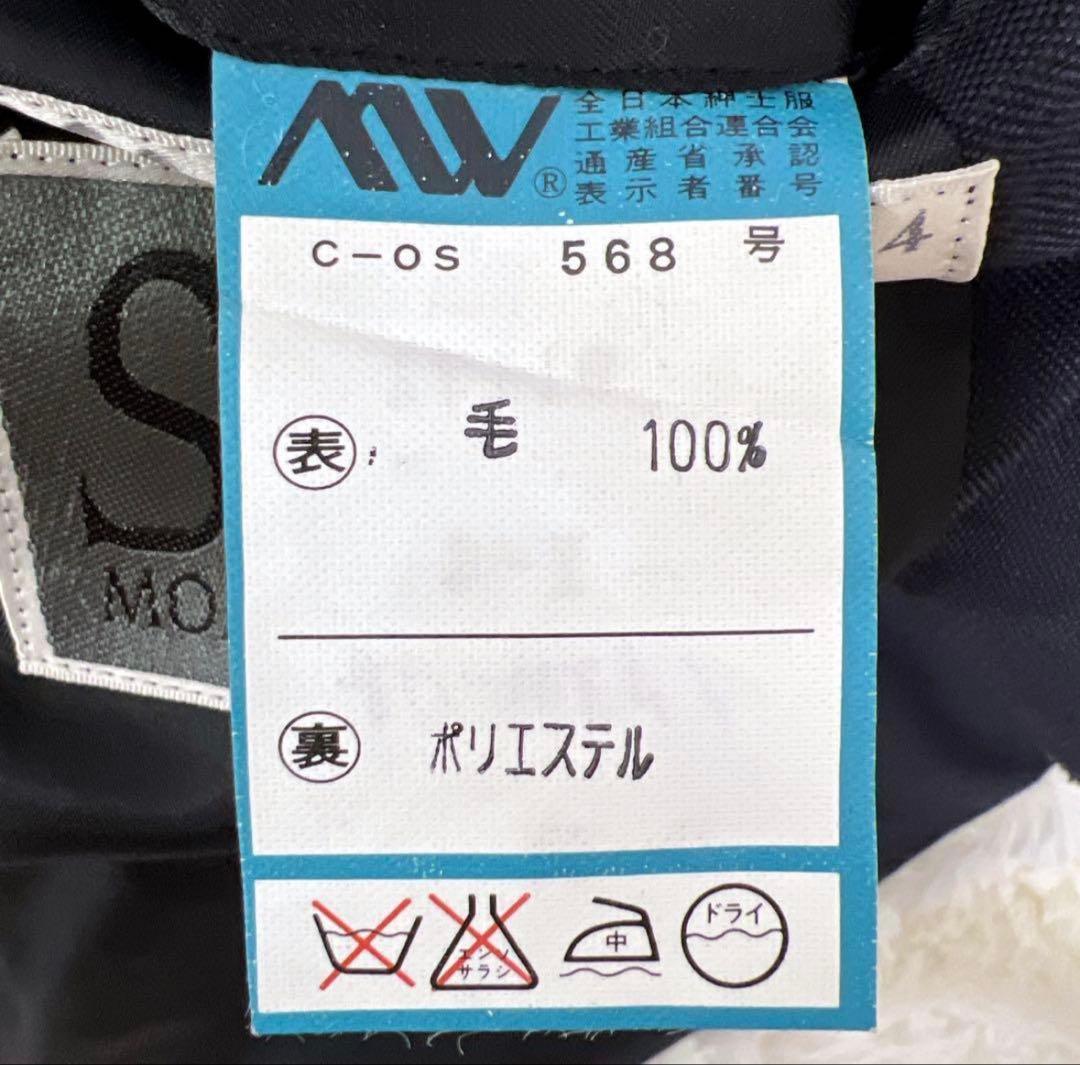 MW®
全日本紳士服
工業組合連合会
通産省承認
表示者番号
4
C-OS 568 号
S
MO
表: 毛 100%
裏 ポリエステル
エンソ
サラシ
中
ドライ